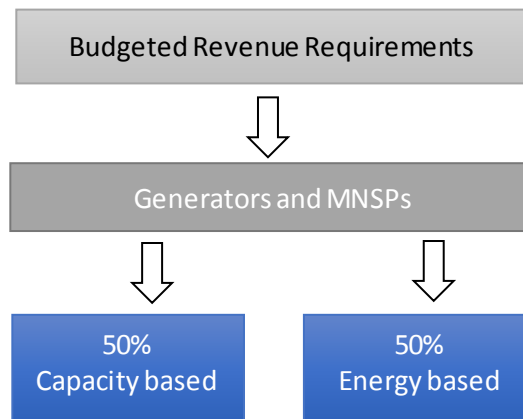 Budgeted Revenue Requirements
Generators and MNSPs
50%
Capacity based
50%
Energy based